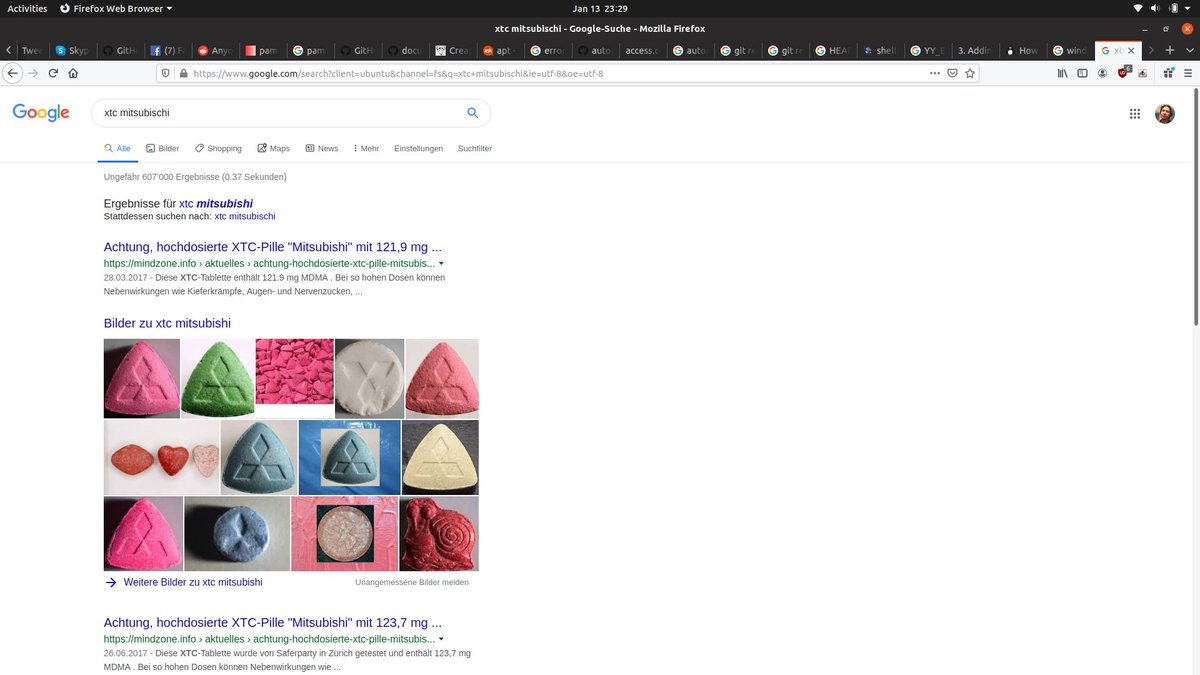 Activities Firefox Web Browser Jan 13 23:29
xtc mitsubischi - Google-Suche - Mozilla Firefox
Twee Skyp GitH (7) F Anyo pam pam GitH docu Crea apt - erro auto- access.c auto git re git re HEAD shell YY_E 3. Addin How wind xt
https://www.google.com/search?client=ubuntu&channel=fs&q=xtc+mitsubischi&ie=utf-8&oe=utf-8
Google xtc mitsubischi
Alle Bilder Shopping Maps News Mehr Einstellungen Suchfilter
Ungefähr 607'000 Ergebnisse (0.37 Sekunden)
Ergebnisse für xtc mitsubishi
Stattdessen suchen nach: xtc mitsubischi
Achtung, hochdosierte XTC-Pille "Mitsubishi" mit 121,9 mg ...
https://mindzone.info › aktuelles › achtung-hochdosierte-xtc-pille-mitsubis...
28.03.2017 - Diese XTC-Tablette enthält 121.9 mg MDMA . Bei so hohen Dosen können
Nebenwirkungen wie Kieferkrämpfe, Augen- und Nervenzucken, ...
Bilder zu xtc mitsubishi
Weitere Bilder zu xtc mitsubishi Unangemessene Bilder melden
Achtung, hochdosierte XTC-Pille "Mitsubishi" mit 123,7 mg ...
https://mindzone.info › aktuelles › achtung-hochdosierte-xtc-pille-mitsubis...
26.06.2017 - Diese XTC-Tablette wurde von Saferparty in Zürich getestet und enthält 123,7 mg
MDMA . Bei so hohen Dosen können Nebenwirkungen wie ...